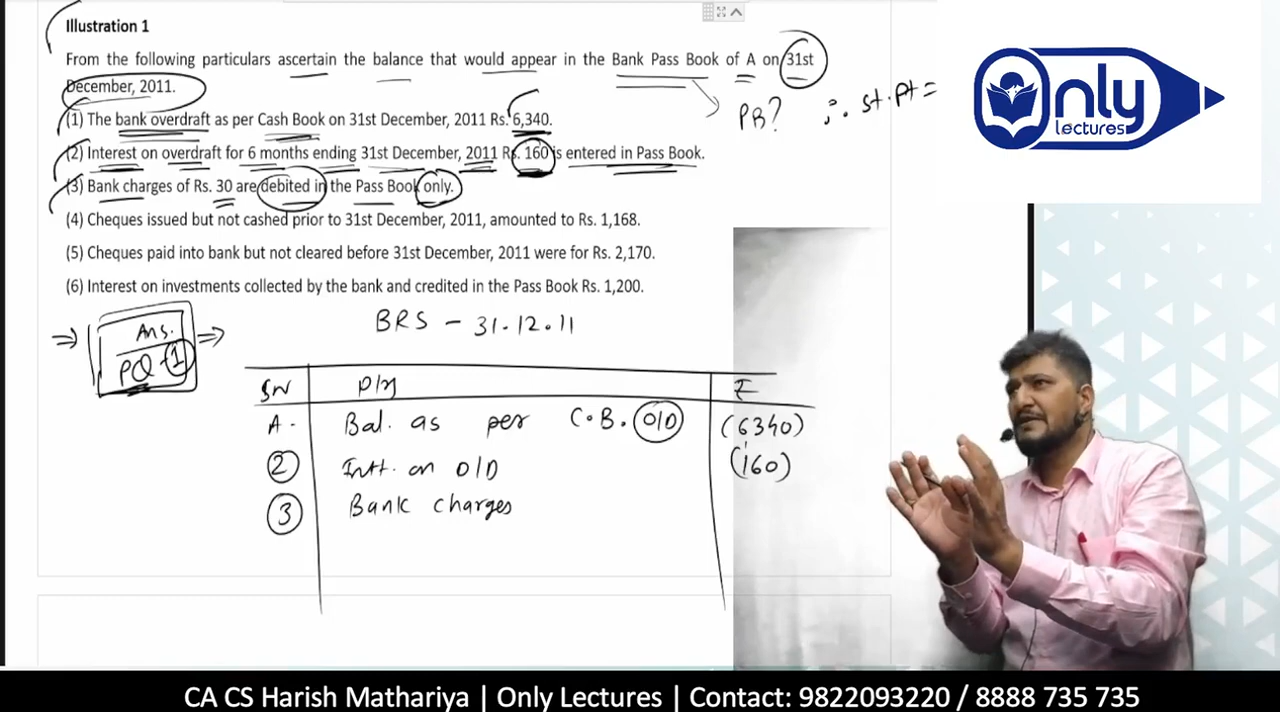 Illustration 1
From the following particulars ascertain the balance that would appear in the Bank Pass Book of A on 31st
December, 2011.
(1) The bank overdraft as per Cash Book on 31st December, 2011 Rs. 6,340.
(2) Interest on overdraft for 6 months ending 31st December, 2011 Rs. 160 is entered in Pass Book.
(3) Bank charges of Rs. 30 are debited in the Pass Book only.
(4) Cheques issued but not cashed prior to 31st December, 2011, amounted to Rs. 1,168.
(5) Cheques paid into bank but not cleared before 31st December, 2011 were for Rs. 2,170.
(6) Interest on investments collected by the bank and credited in the Pass Book Rs. 1,200.
PB? ∴ St. Pt =
Only
Lectures
⇒ Ans. ⇒
PQ-1
BRS - 31.12.11
Bal. as per C.B. O/D (6340)
2 Intt. on O/D (160)
3 Bank charges
CA CS Harish Mathariya | Only Lectures | Contact: 9822093220 / 8888 735 735